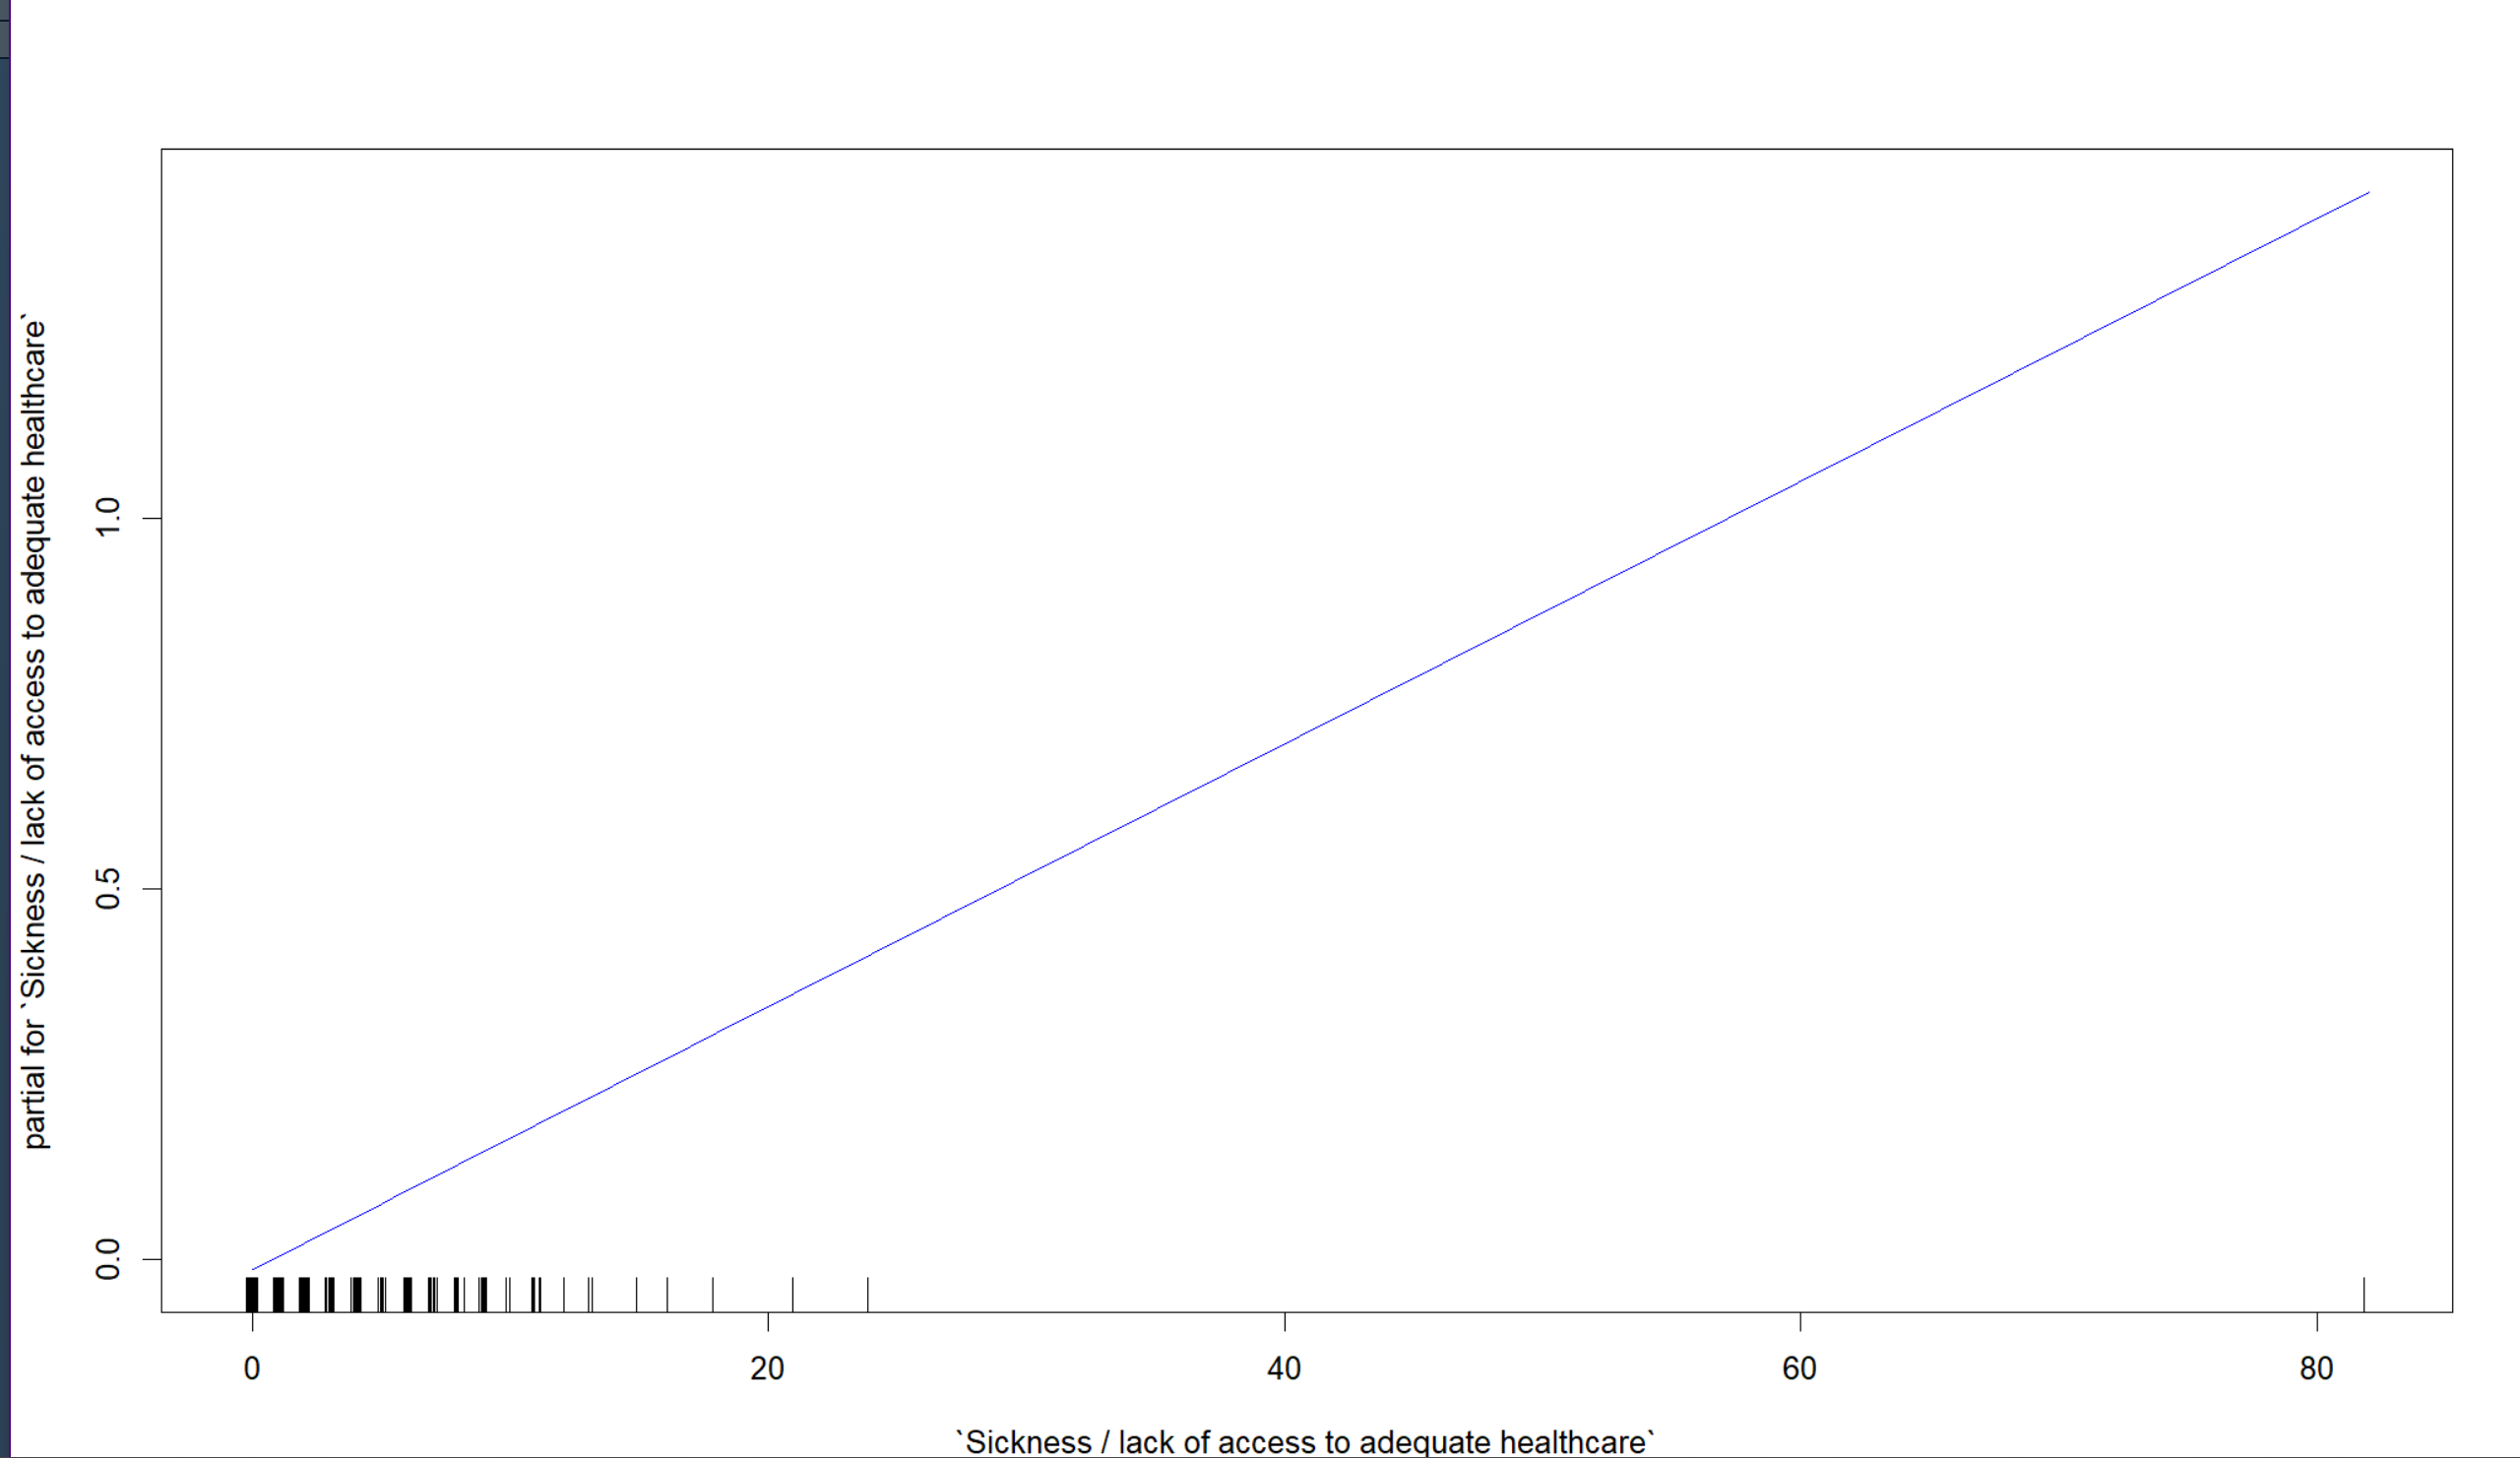 partial for `Sickness / lack of access to adequate healthcare`
1.0
0.5
0.0
0 20 40 60 80
`Sickness / lack of access to adequate healthcare`